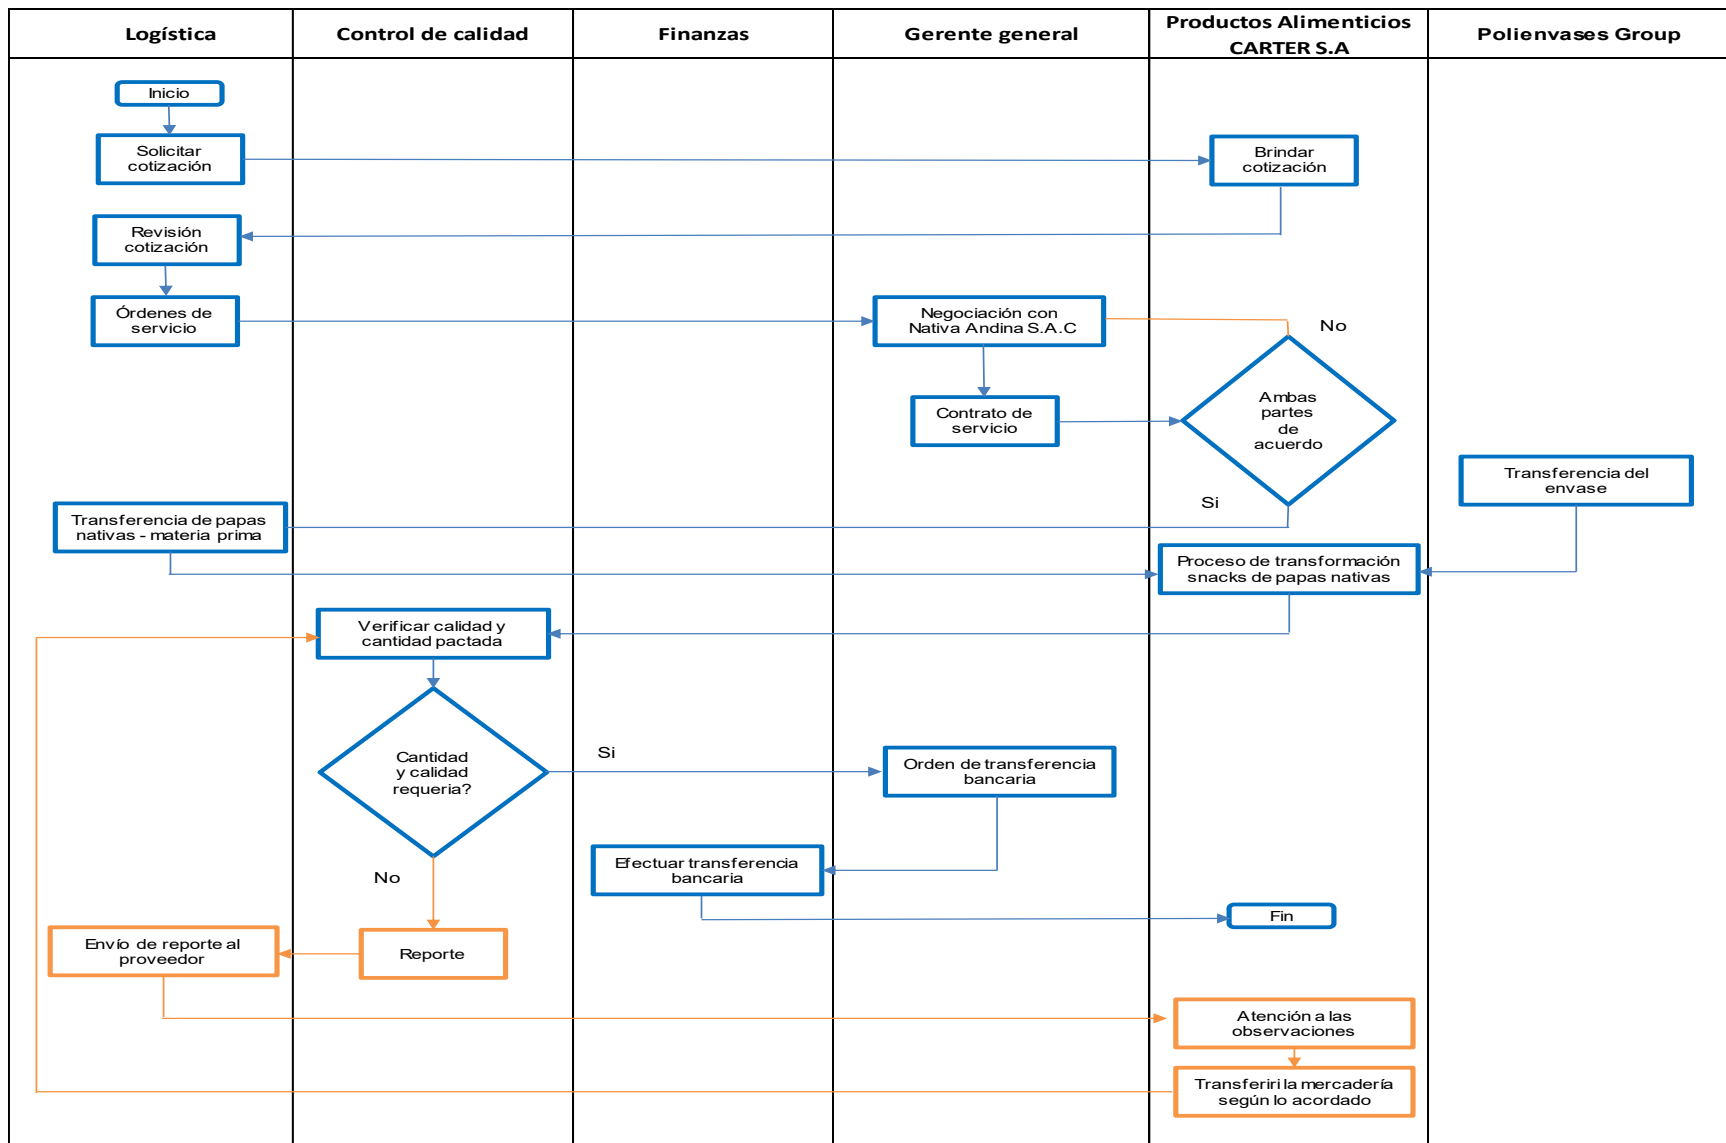 Logística
Control de calidad
Finanzas
Gerente general
Productos Alimenticios
CARTER S.A
Polienvases Group
Inicio
Solicitar
cotización
Brindar
cotización
Revisión
cotización
Órdenes de
servicio
Negociación con
Nativa Andina S.A.C
No
Contrato de
servicio
Ambas
partes
de
acuerdo
Transferencia del
envase
Si
Transferencia de papas
nativas - materia prima
Proceso de transformación
snacks de papas nativas
Verificar calidad y
cantidad pactada
Cantidad
y calidad
requeria?
Si
Orden de transferencia
bancaria
Efectuar transferencia
bancaria
No
Fin
Envío de reporte al
proveedor
Reporte
Atención a las
observaciones
Transferiri la mercadería
según lo acordado